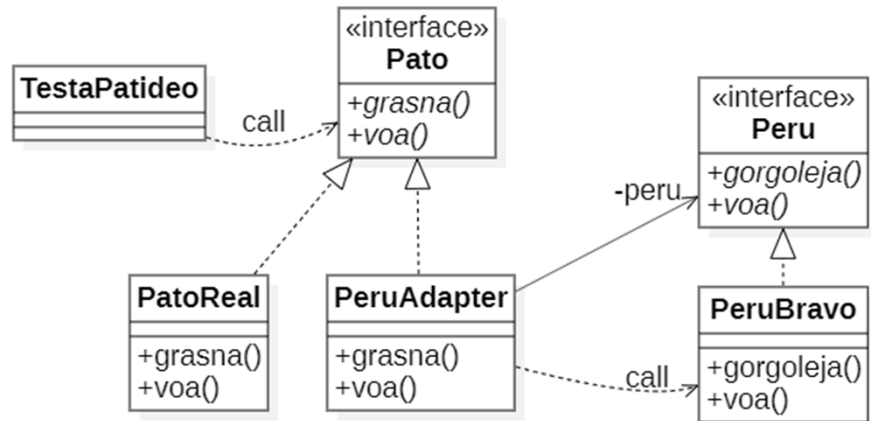 «interface»
Pato
+grasna()
+voa()
TestaPatideo
call
«interface»
Peru
+gorgoleja()
+voa()
-peru
PatoReal
+grasna()
+voa()
PeruAdapter
+grasna()
+voa()
call
PeruBravo
+gorgoleja()
+voa()